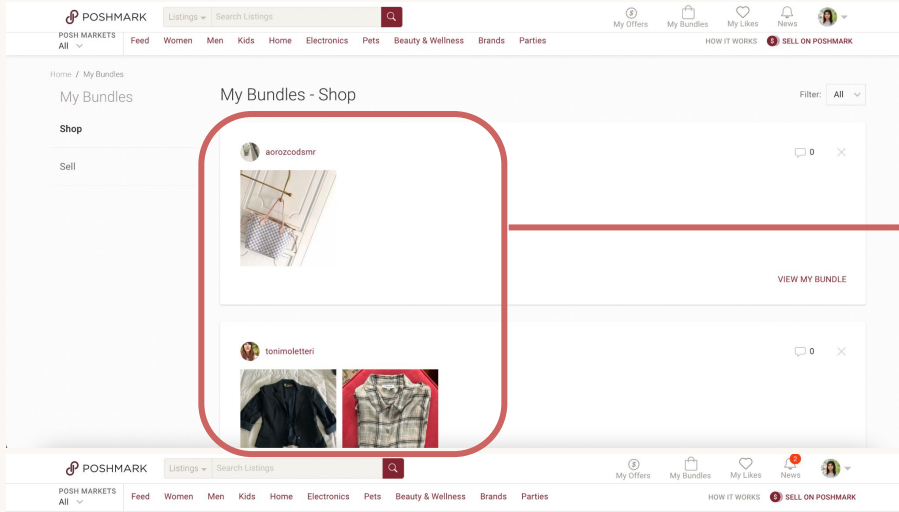 POSHMARK
Listings
Search Listings
My Offers
My Bundles
My Likes
News
POSH MARKETS
All
Feed Women Men Kids Home Electronics Pets Beauty & Wellness Brands Parties
HOW IT WORKS
$ SELL ON POSHMARK
Home / My Bundles
My Bundles
Shop
Sell
My Bundles - Shop
Filter: All
aorozcodsmr
0
VIEW MY BUNDLE
tonimoletteri
0
POSHMARK
Listings
Search Listings
My Offers
My Bundles
My Likes
2
News
POSH MARKETS
All
Feed Women Men Kids Home Electronics Pets Beauty & Wellness Brands Parties
HOW IT WORKS
$ SELL ON POSHMARK